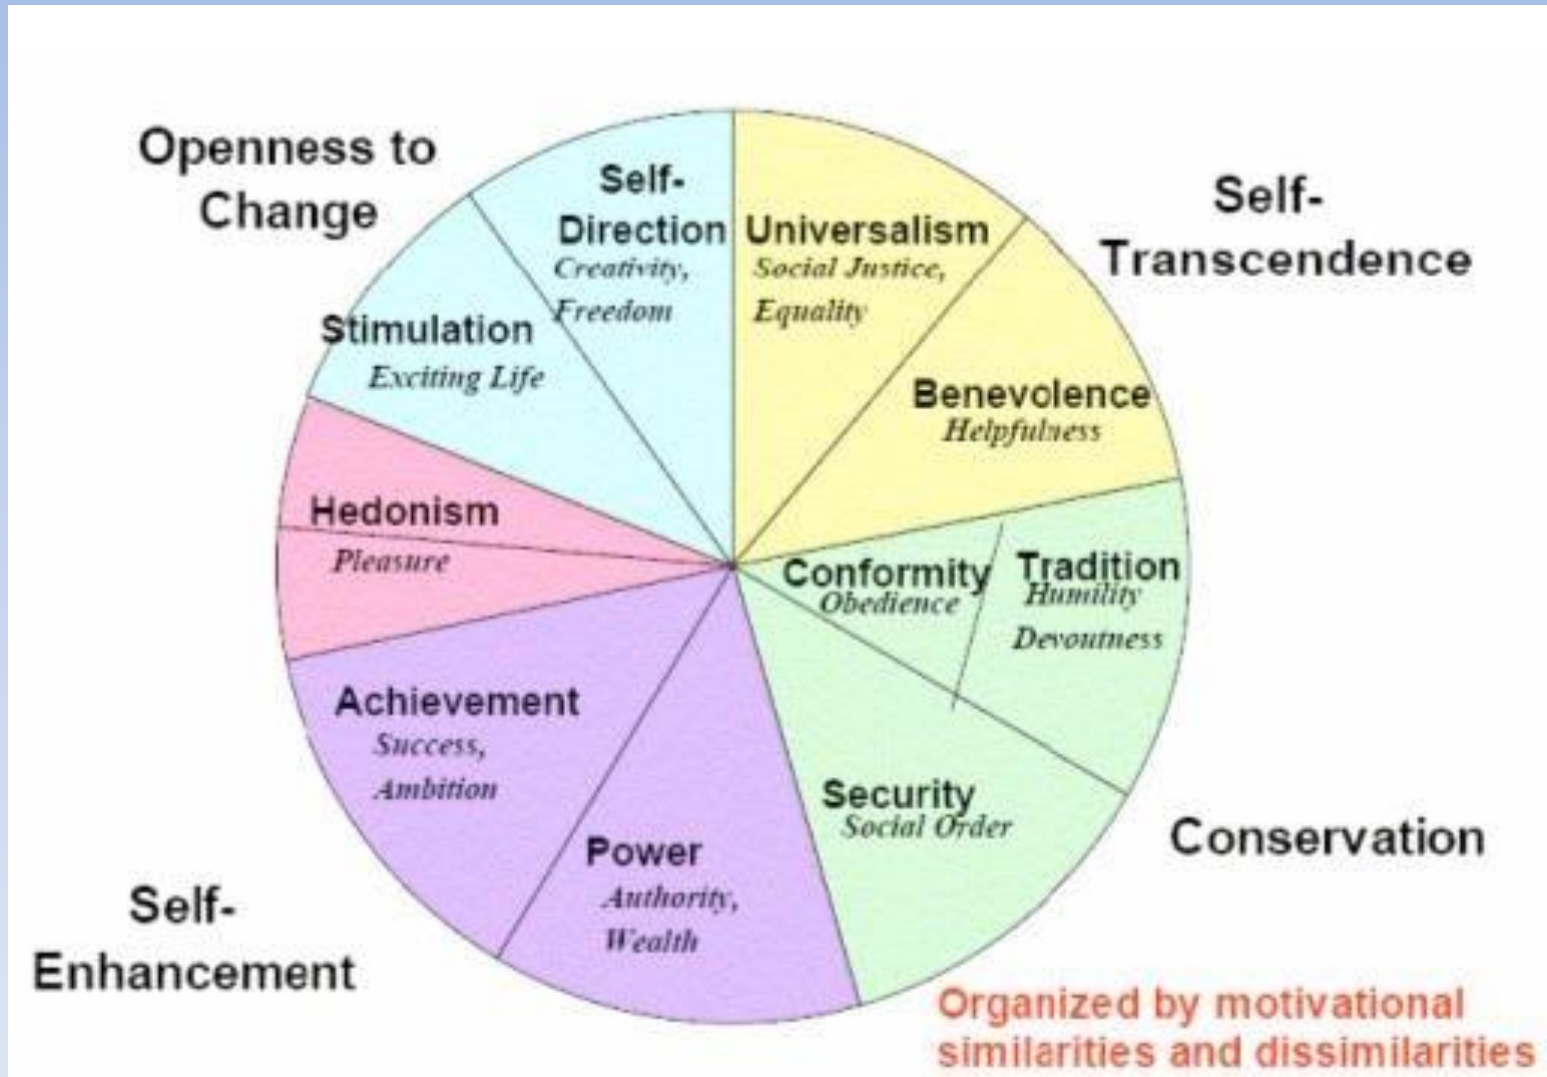 Openness to
Change
Self-
Direction
Creativity,
Freedom
Universalism
Social Justice,
Equality
Self-
Transcendence
Stimulation
Exciting Life
Benevolence
Helpfulness
Hedonism
Pleasure
Conformity
Obedience
Tradition
Humility
Devoutness
Achievement
Success,
Ambition
Security
Social Order
Power
Authority,
Wealth
Conservation
Self-
Enhancement
Organized by motivational
similarities and dissimilarities